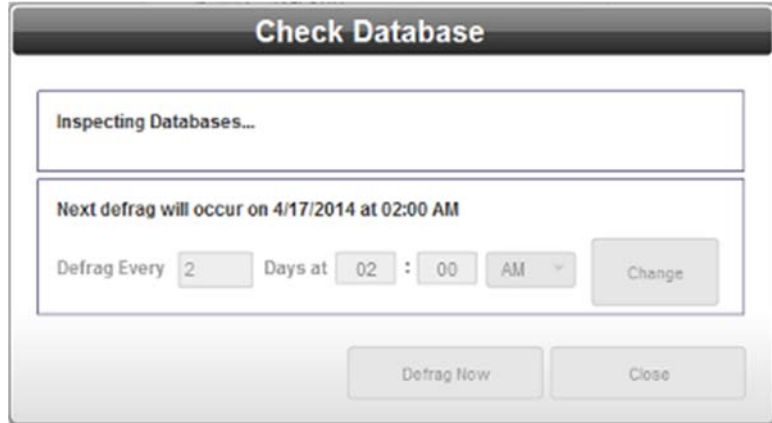 Check Database
Inspecting Databases...
Next defrag will occur on 4/17/2014 at 02:00 AM
Defrag Every 2 Days at 02 : 00 AM Change
Defrag Now Close